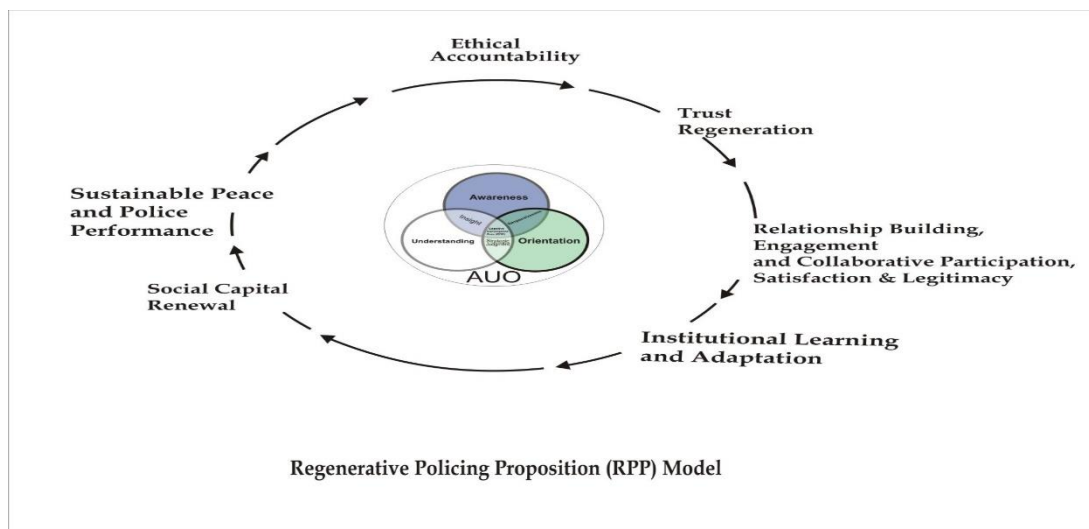 Ethical
Accountability
Trust
Regeneration
Relationship Building,
Engagement
and Collaborative Participation,
Satisfaction & Legitimacy
Institutional Learning
and Adaptation
Social Capital
Renewal
Sustainable Peace
and Police
Performance
Awareness
Insight
Understanding
Orientation
AUO
Regenerative Policing Proposition (RPP) Model